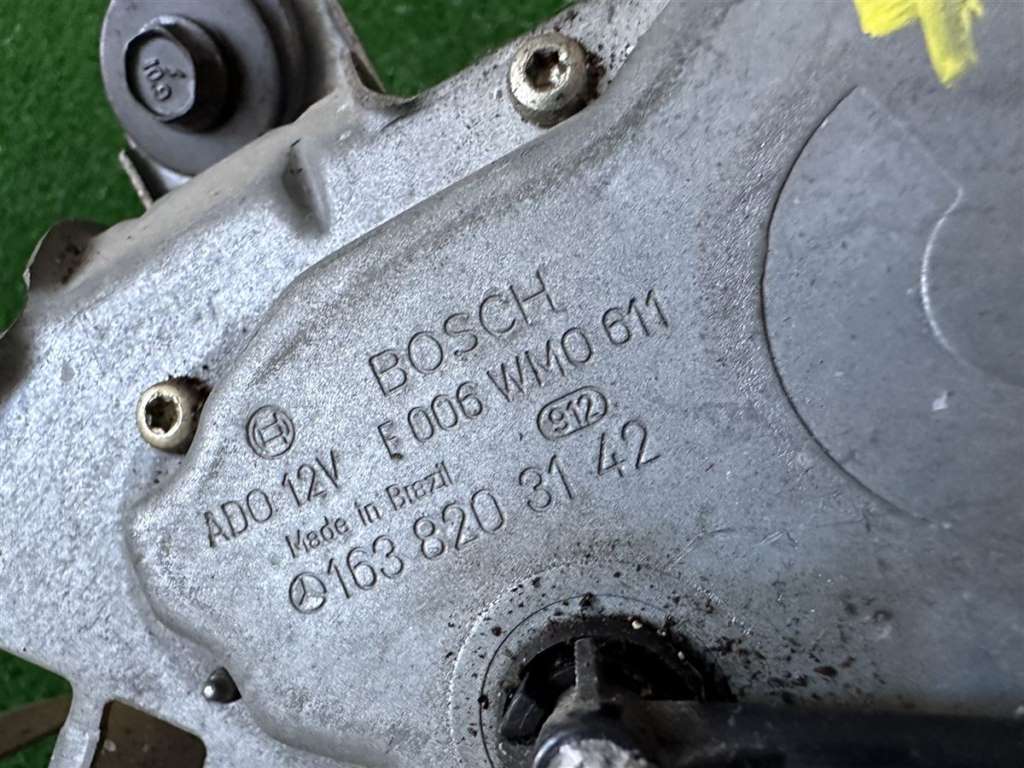 10.9
BOSCH
ADO 12V E 006 WM0 611
Made in Brazil 912
163 820 31 42